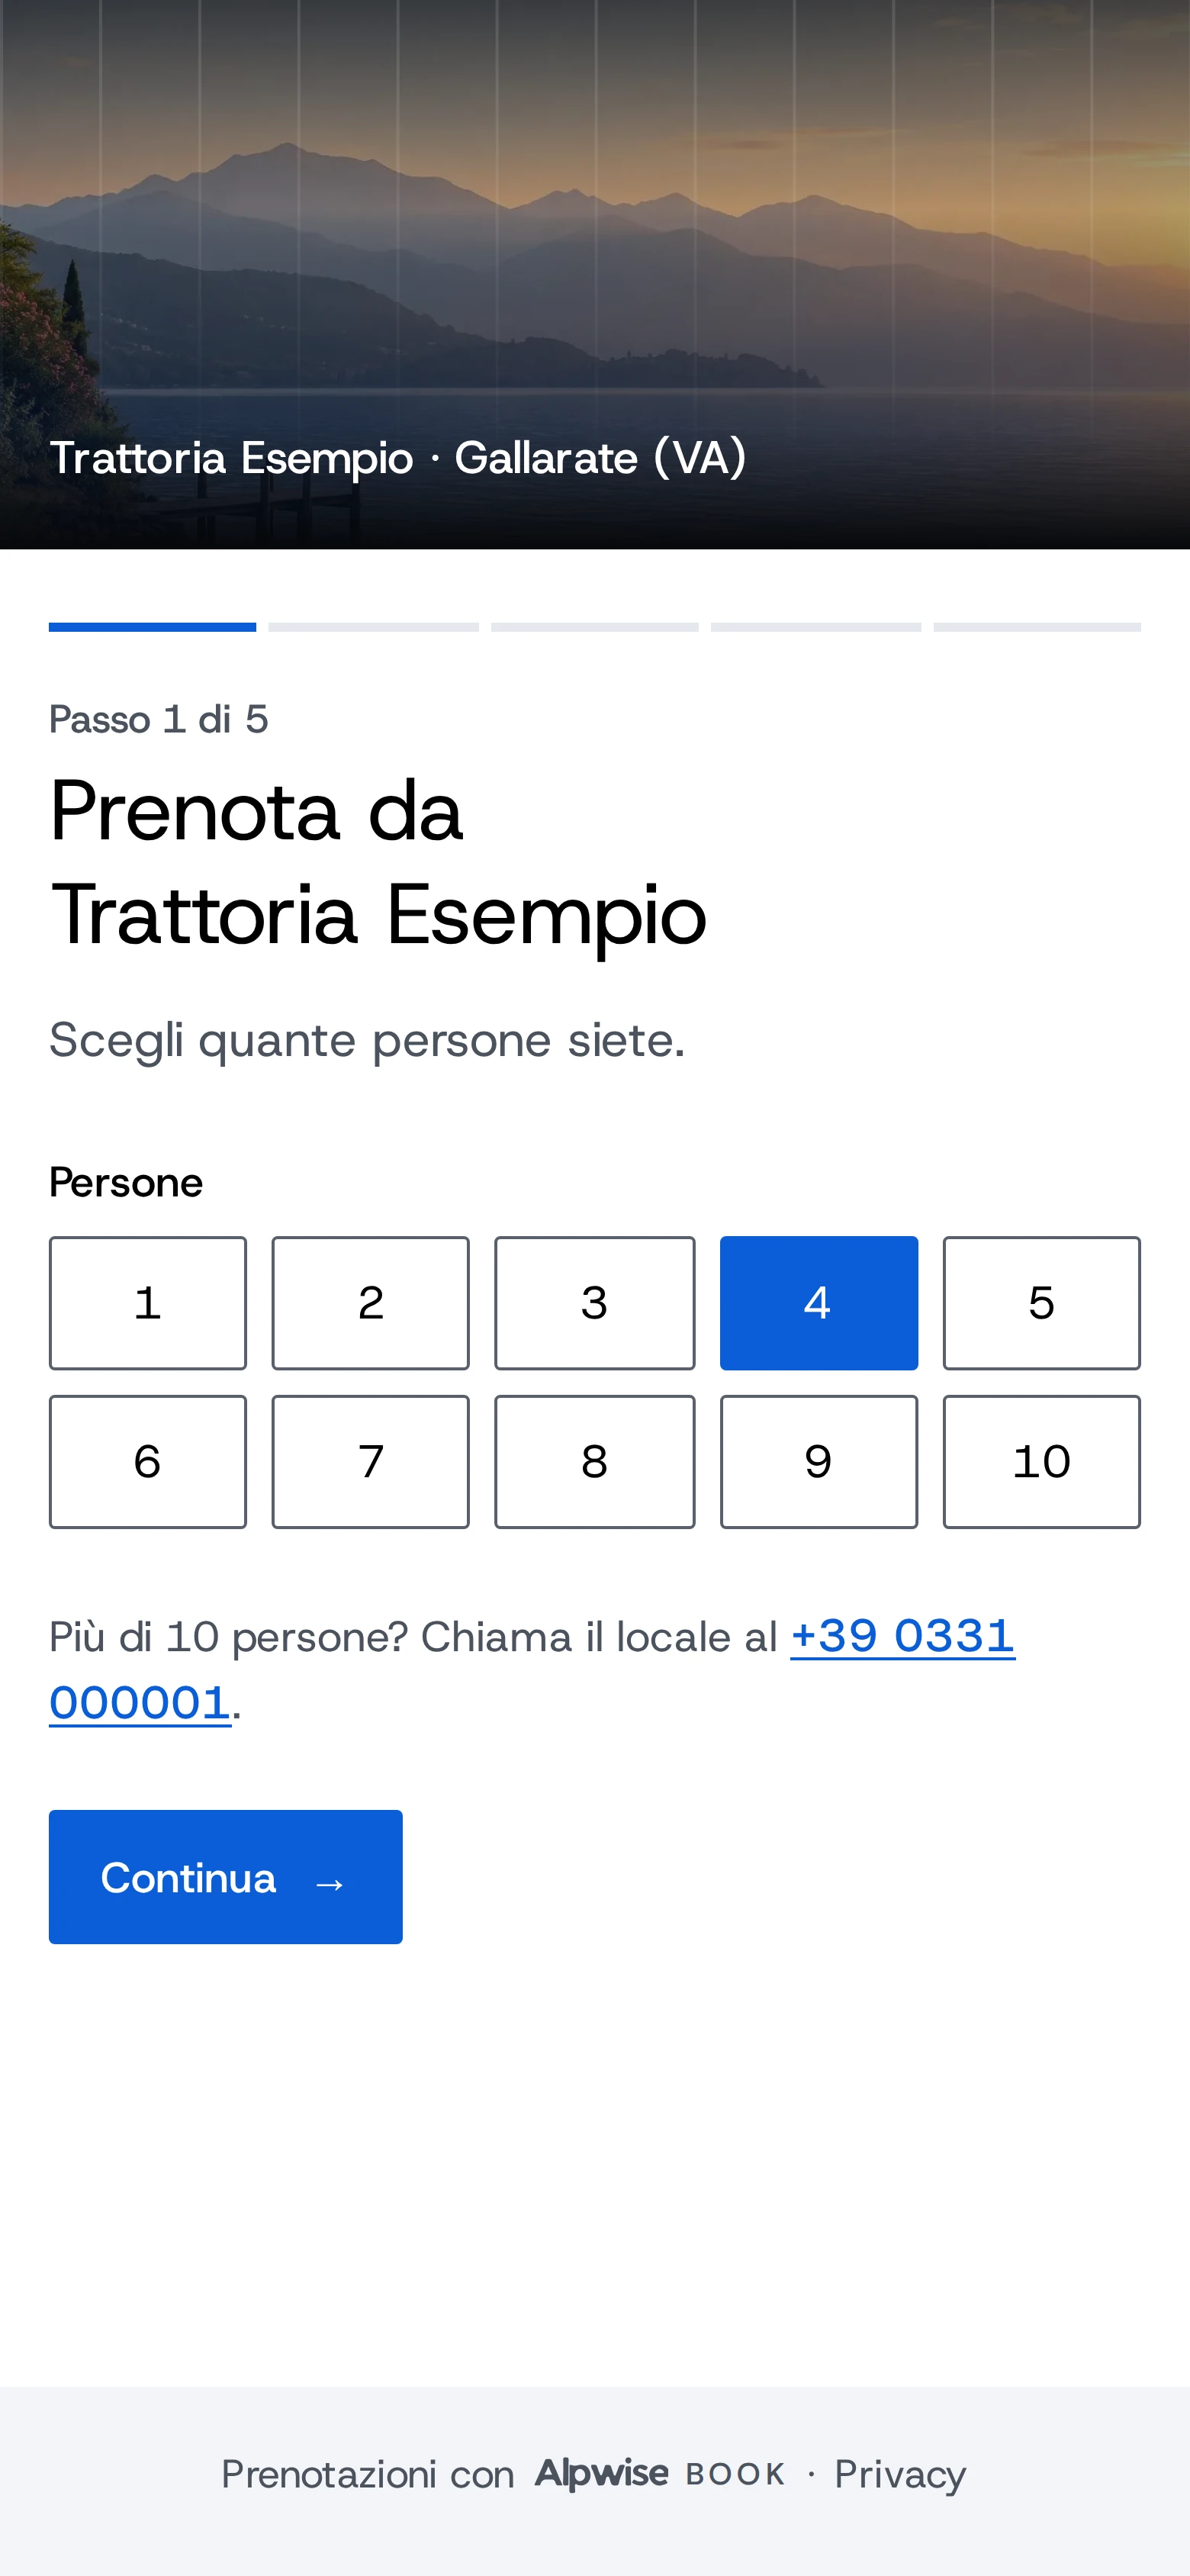 Trattoria Esempio · Gallarate (VA)
Passo 1 di 5
Prenota da
Trattoria Esempio
Scegli quante persone siete.
Persone
1 2 3 4 5
6 7 8 9 10
Più di 10 persone? Chiama il locale al +39 0331
000001.
Continua →
Prenotazioni con Alpwise BOOK · Privacy